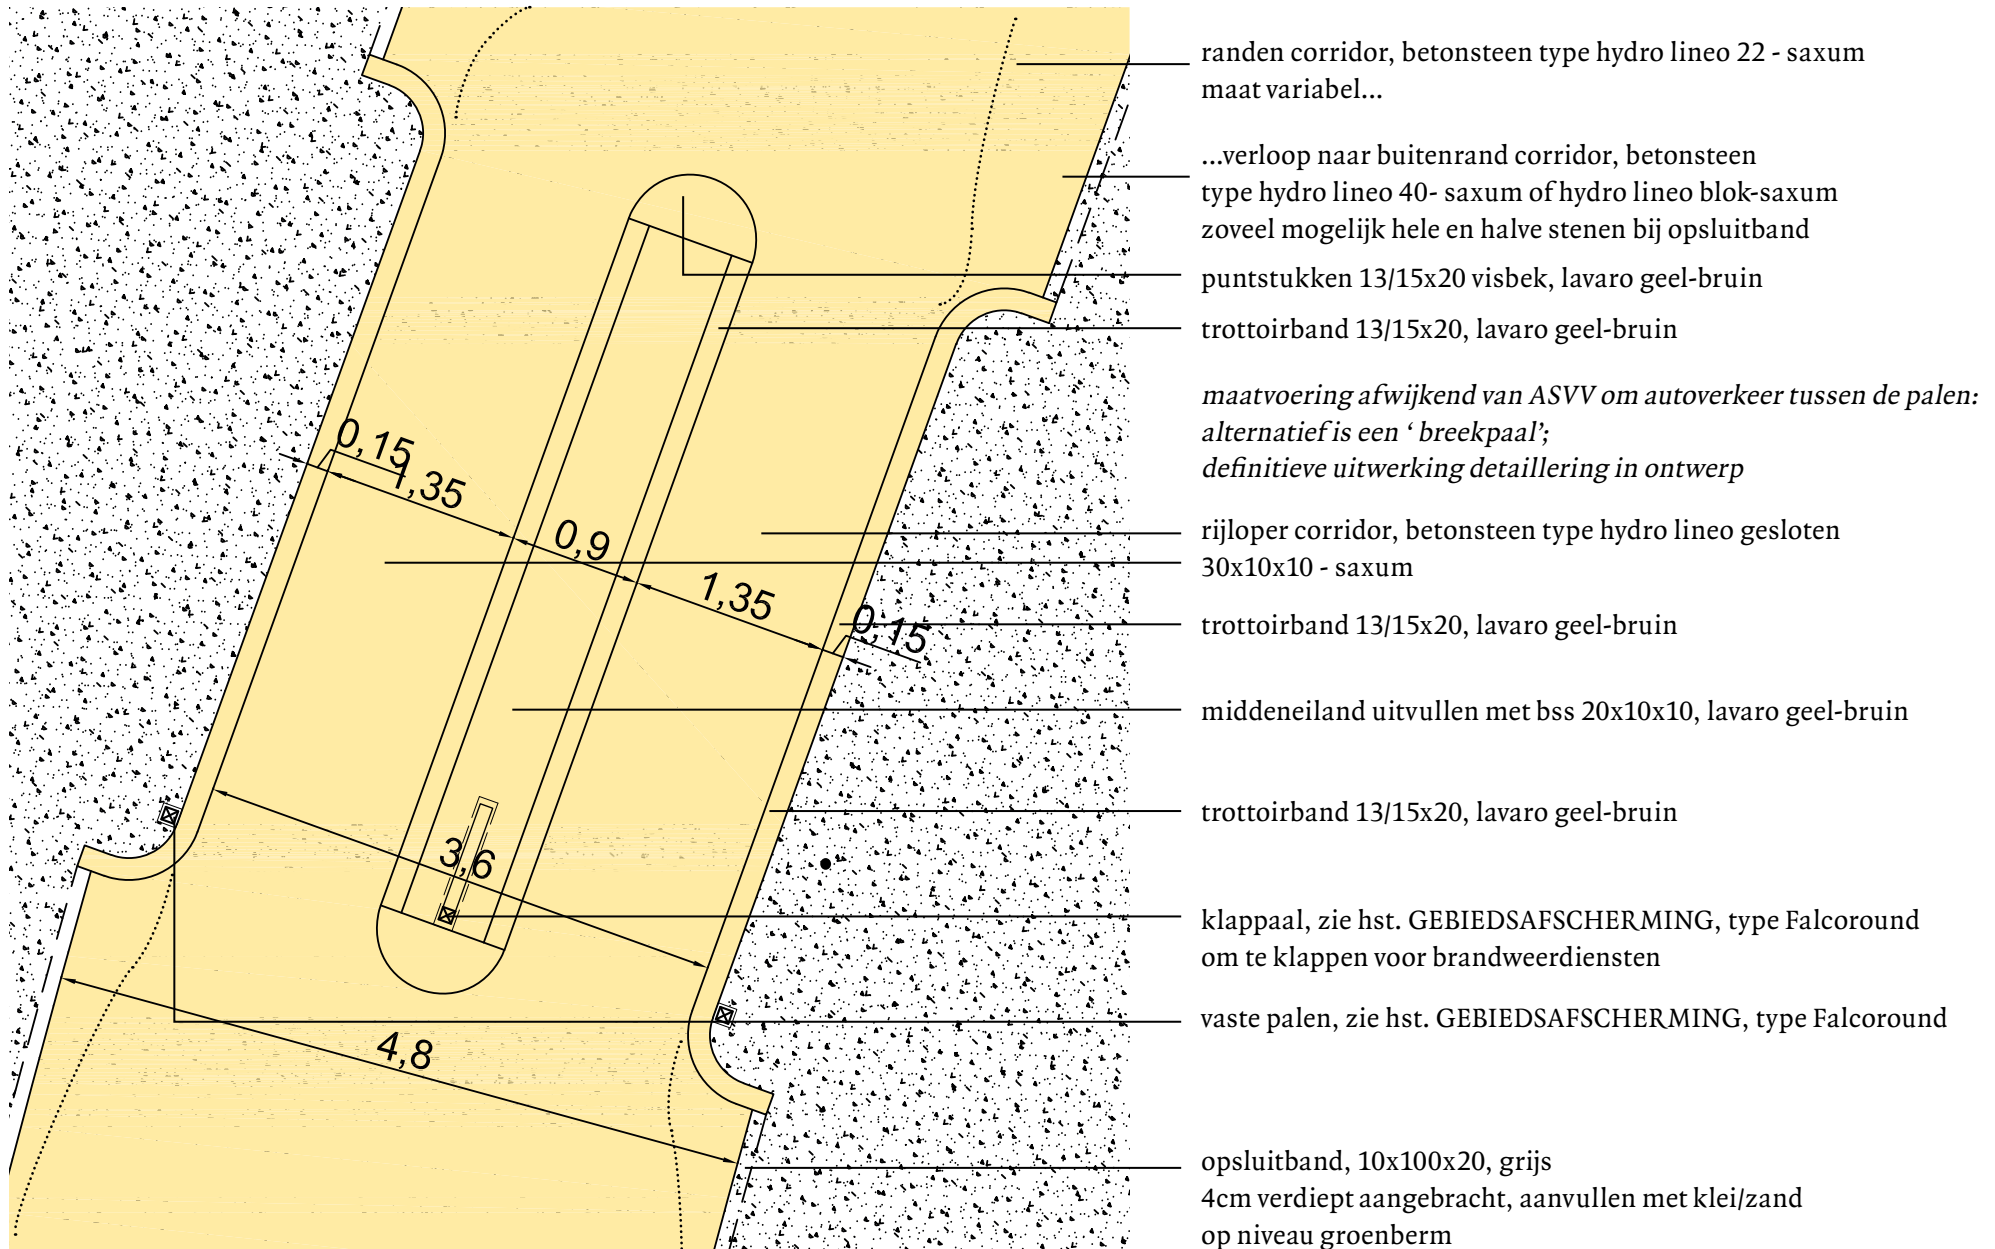 randen corridor, betonsteen type hydro lineo 22 - saxum
maat variabel...
...verloop naar buitenrand corridor, betonsteen
type hydro lineo 40- saxum of hydro lineo blok-saxum
zoveel mogelijk hele en halve stenen bij opsluitband
puntstukken 13/15x20 visbek, lavaro geel-bruin
trottoirband 13/15x20, lavaro geel-bruin
maatvoering afwijkend van ASVV om autoverkeer tussen de palen:
alternatief is een ‘ breekpaal’;
definitieve uitwerking detaillering in ontwerp
rijloper corridor, betonsteen type hydro lineo gesloten
30x10x10 - saxum
trottoirband 13/15x20, lavaro geel-bruin
middeneiland uitvullen met bss 20x10x10, lavaro geel-bruin
trottoirband 13/15x20, lavaro geel-bruin
klappaal, zie hst. GEBIEDSAFSCHERMING, type Falcoround
om te klappen voor brandweerdiensten
vaste palen, zie hst. GEBIEDSAFSCHERMING, type Falcoround
opsluitband, 10x100x20, grijs
4cm verdiept aangebracht, aanvullen met klei/zand
op niveau groenberm
0,15
1,35
0,9
1,35
0,15
3,6
4,8